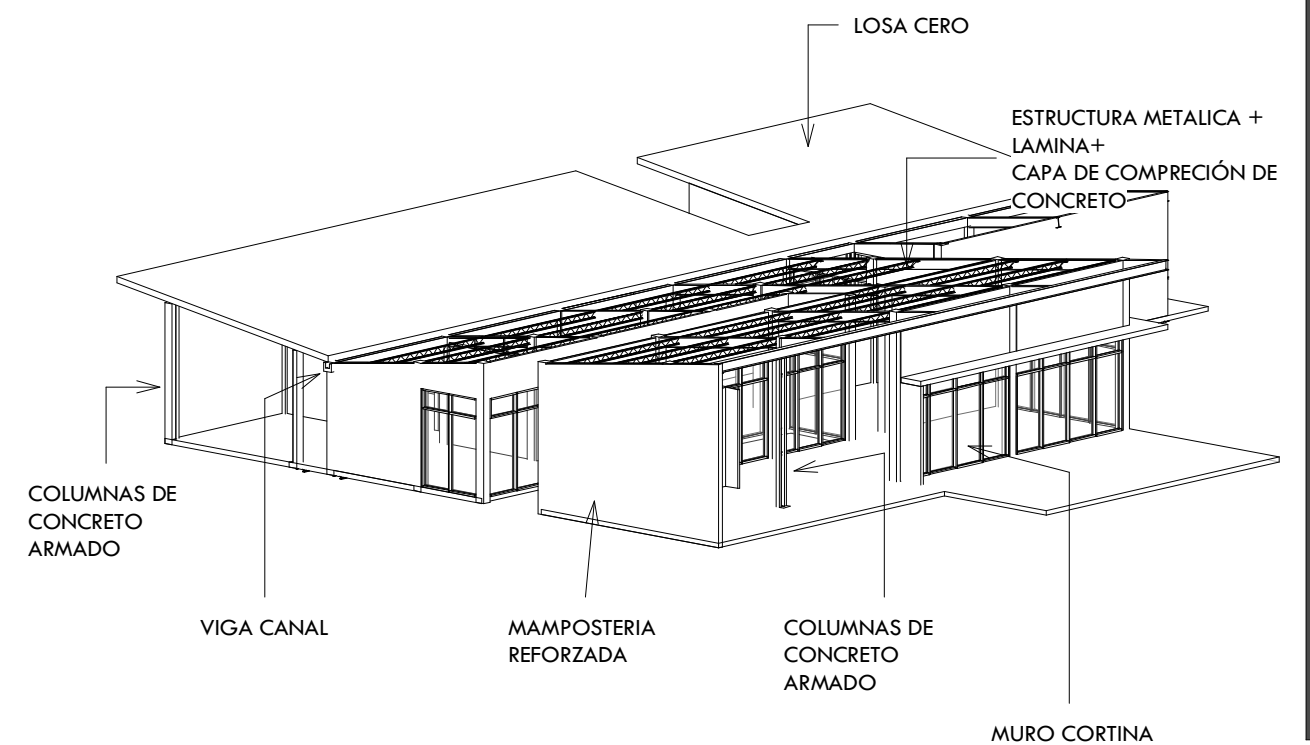 LOSA CERO
ESTRUCTURA METALICA +
LAMINA+
CAPA DE COMPRECIÓN DE
CONCRETO
COLUMNAS DE
CONCRETO
ARMADO
VIGA CANAL
MAMPOSTERIA
REFORZADA
COLUMNAS DE
CONCRETO
ARMADO
MURO CORTINA